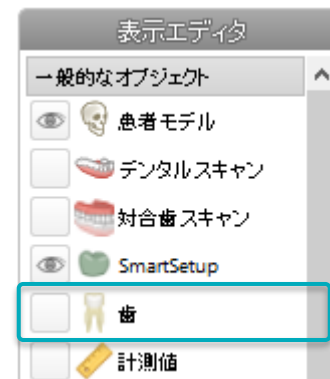 表示エディタ
一般的なオブジェクト
患者モデル
デンタルスキャン
対合歯スキャン
SmartSetup
歯
計測値